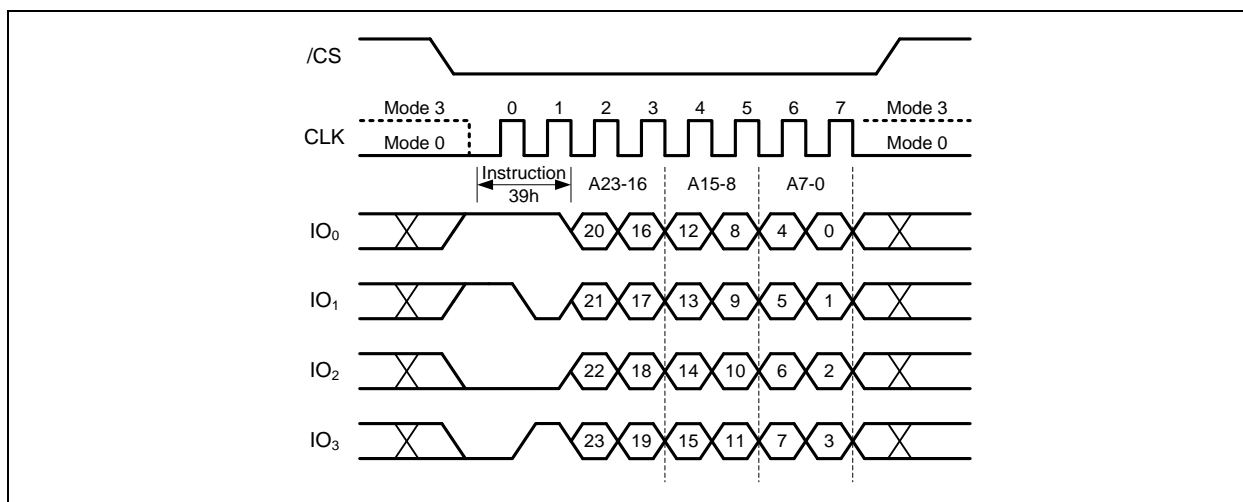 /CS
Mode 3 0 1 2 3 4 5 6 7 Mode 3
CLK
Mode 0 Mode 0
Instruction A23-16 A15-8 A7-0
39h
IO0 20 16 12 8 4 0
IO1 21 17 13 9 5 1
IO2 22 18 14 10 6 2
IO3 23 19 15 11 7 3